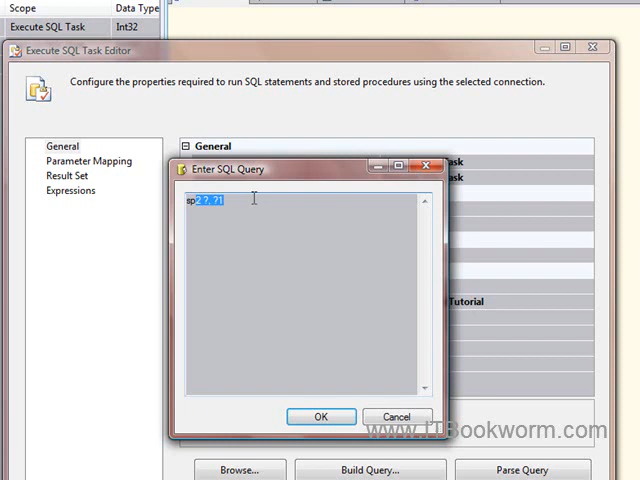 Scope Data Type
Execute SQL Task Int32
Execute SQL Task Editor
Configure the properties required to run SQL statements and stored procedures using the selected connection.
General
Parameter Mapping
Result Set
Expressions
General
Task
Task
Tutorial
Enter SQL Query
sp2 ?, ?1
OK Cancel
www.ITBookworm.com
Browse... Build Query... Parse Query